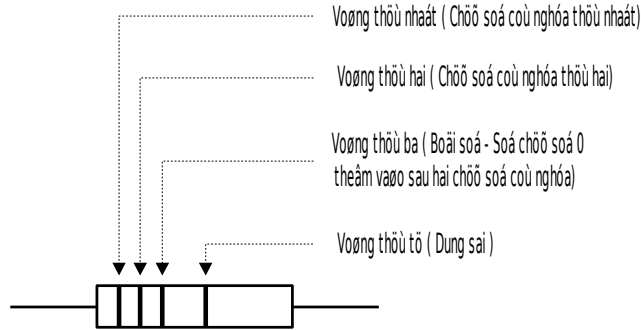 Voøng thöù nhaát ( Chöõ soá coù nghóa thöù nhaát)
Voøng thöù hai ( Chöõ soá coù nghóa thöù hai)
Voøng thöù ba ( Boäi soá - Soá chöõ soá 0
theâm vaøo sau hai chöõ soá coù nghóa)
Voøng thöù tö ( Dung sai )